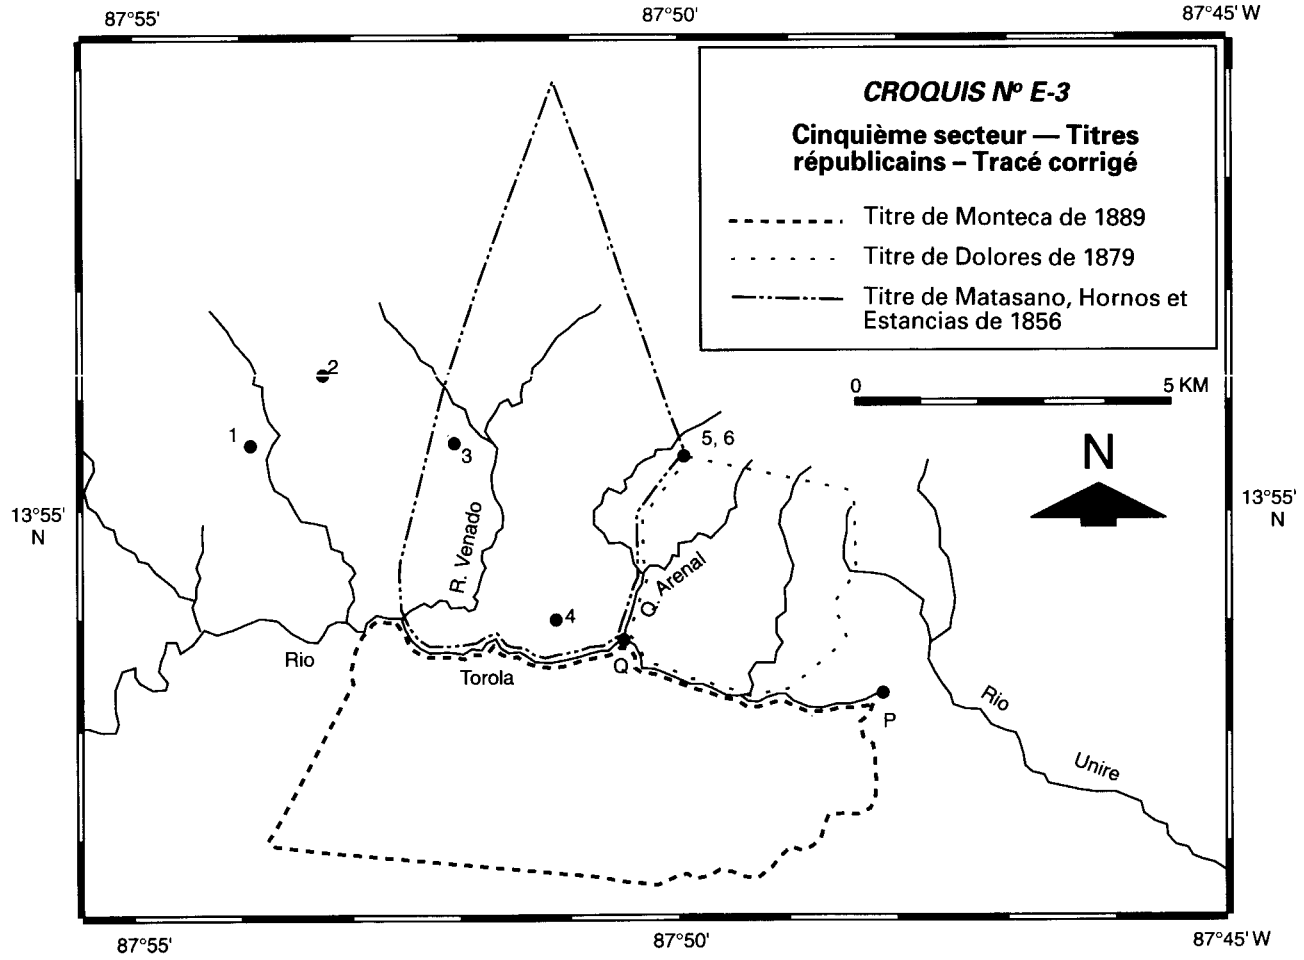 87°55'
87°50'
87°45' W
CROQUIS Nº E-3
Cinquième secteur — Titres
républicains – Tracé corrigé
Titre de Monteca de 1889
Titre de Dolores de 1879
Titre de Matasano, Hornos et
Estancias de 1856
0
5 KM
2
1
3
5, 6
N
13°55'
N
13°55'
N
R. Venado
Q. Arenal
4
Rio
Torola
Q
P
Rio
Unire
87°55'
87°50'
87°45' W